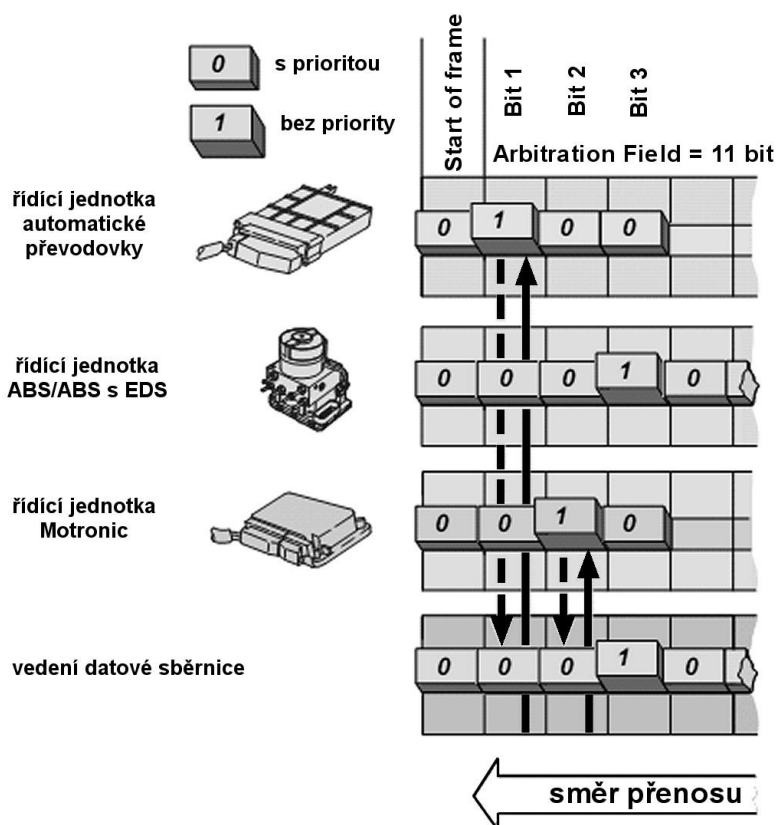 0 s prioritou
1 bez priority
Start of frame
Bit 1
Bit 2
Bit 3
Arbitration Field = 11 bit
řídící jednotka
automatické
převodovky
0 1 0 0
řídící jednotka
ABS/ABS s EDS
0 0 0 1 0
řídící jednotka
Motronic
0 0 1 0
vedení datové sběrnice
0 0 0 1 0
směr přenosu